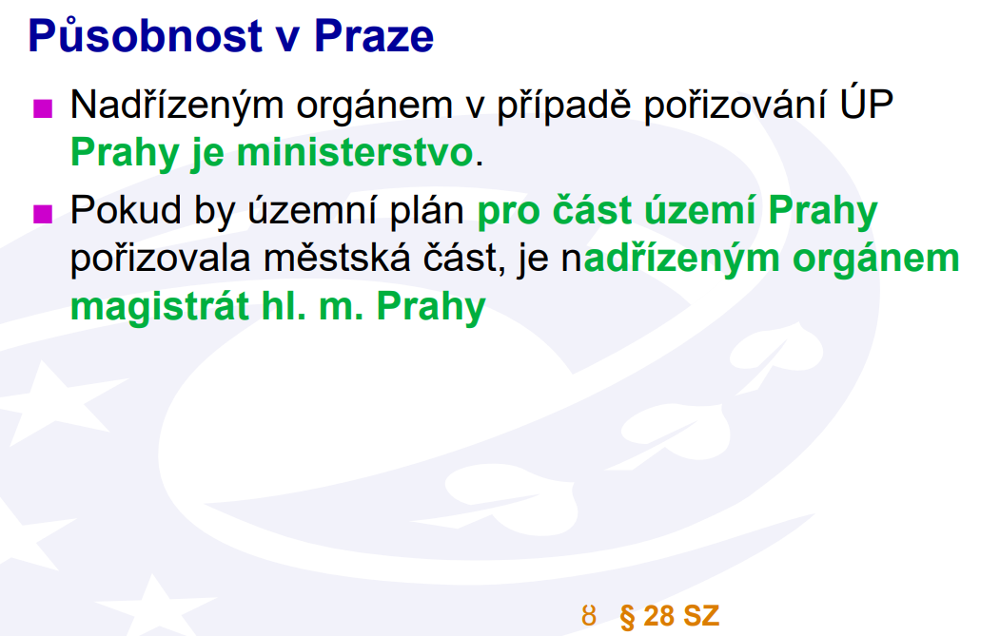 Působnost v Praze
Nadřízeným orgánem v případě pořizování ÚP
Prahy je ministerstvo.
Pokud by územní plán pro část území Prahy
pořizovala městská část, je nadřízeným orgánem
magistrát hl. m. Prahy
8 § 28 SZ